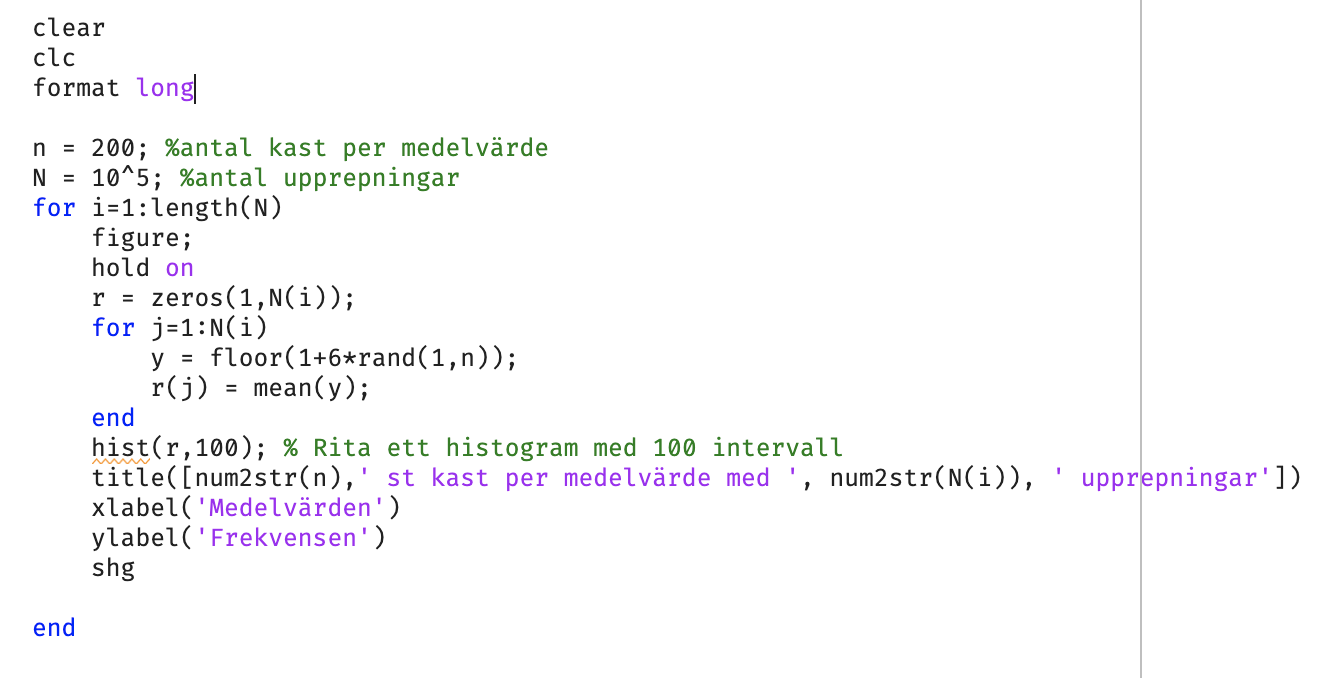 clear
clc
format long
n = 200; %antal kast per medelvärde
N = 10^5; %antal upprepningar
for i=1:length(N)
    figure;
    hold on
    r = zeros(1,N(i));
    for j=1:N(i)
        y = floor(1+6*rand(1,n));
        r(j) = mean(y);
    end
    hist(r,100); % Rita ett histogram med 100 intervall
    title([num2str(n),' st kast per medelvärde med ', num2str(N(i)), ' upprepningar'])
    xlabel('Medelvärden')
    ylabel('Frekvensen')
    shg
end